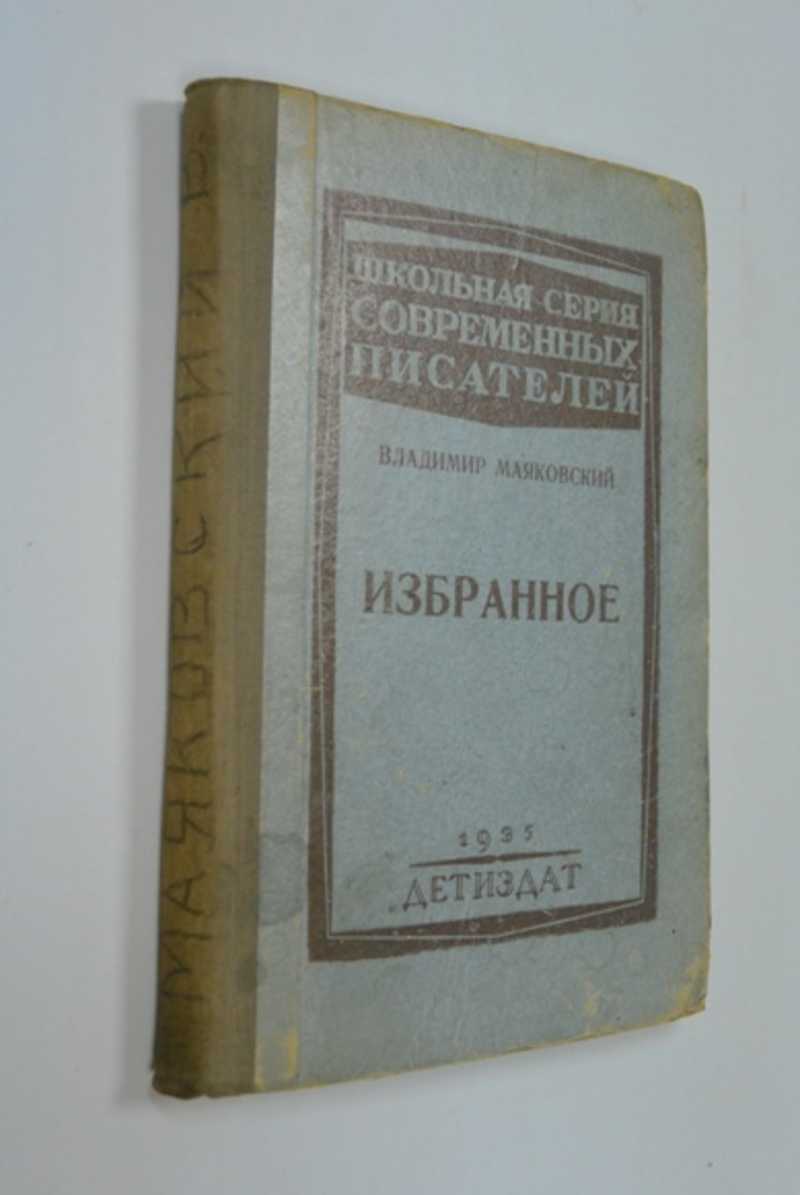 МАЯКОВСКИЙ В.
ШКОЛЬНАЯ СЕРИЯ
СОВРЕМЕННЫХ
ПИСАТЕЛЕЙ
ВЛАДИМИР МАЯКОВСКИЙ
ИЗБРАННОЕ
1935
ДЕТИЗДАТ